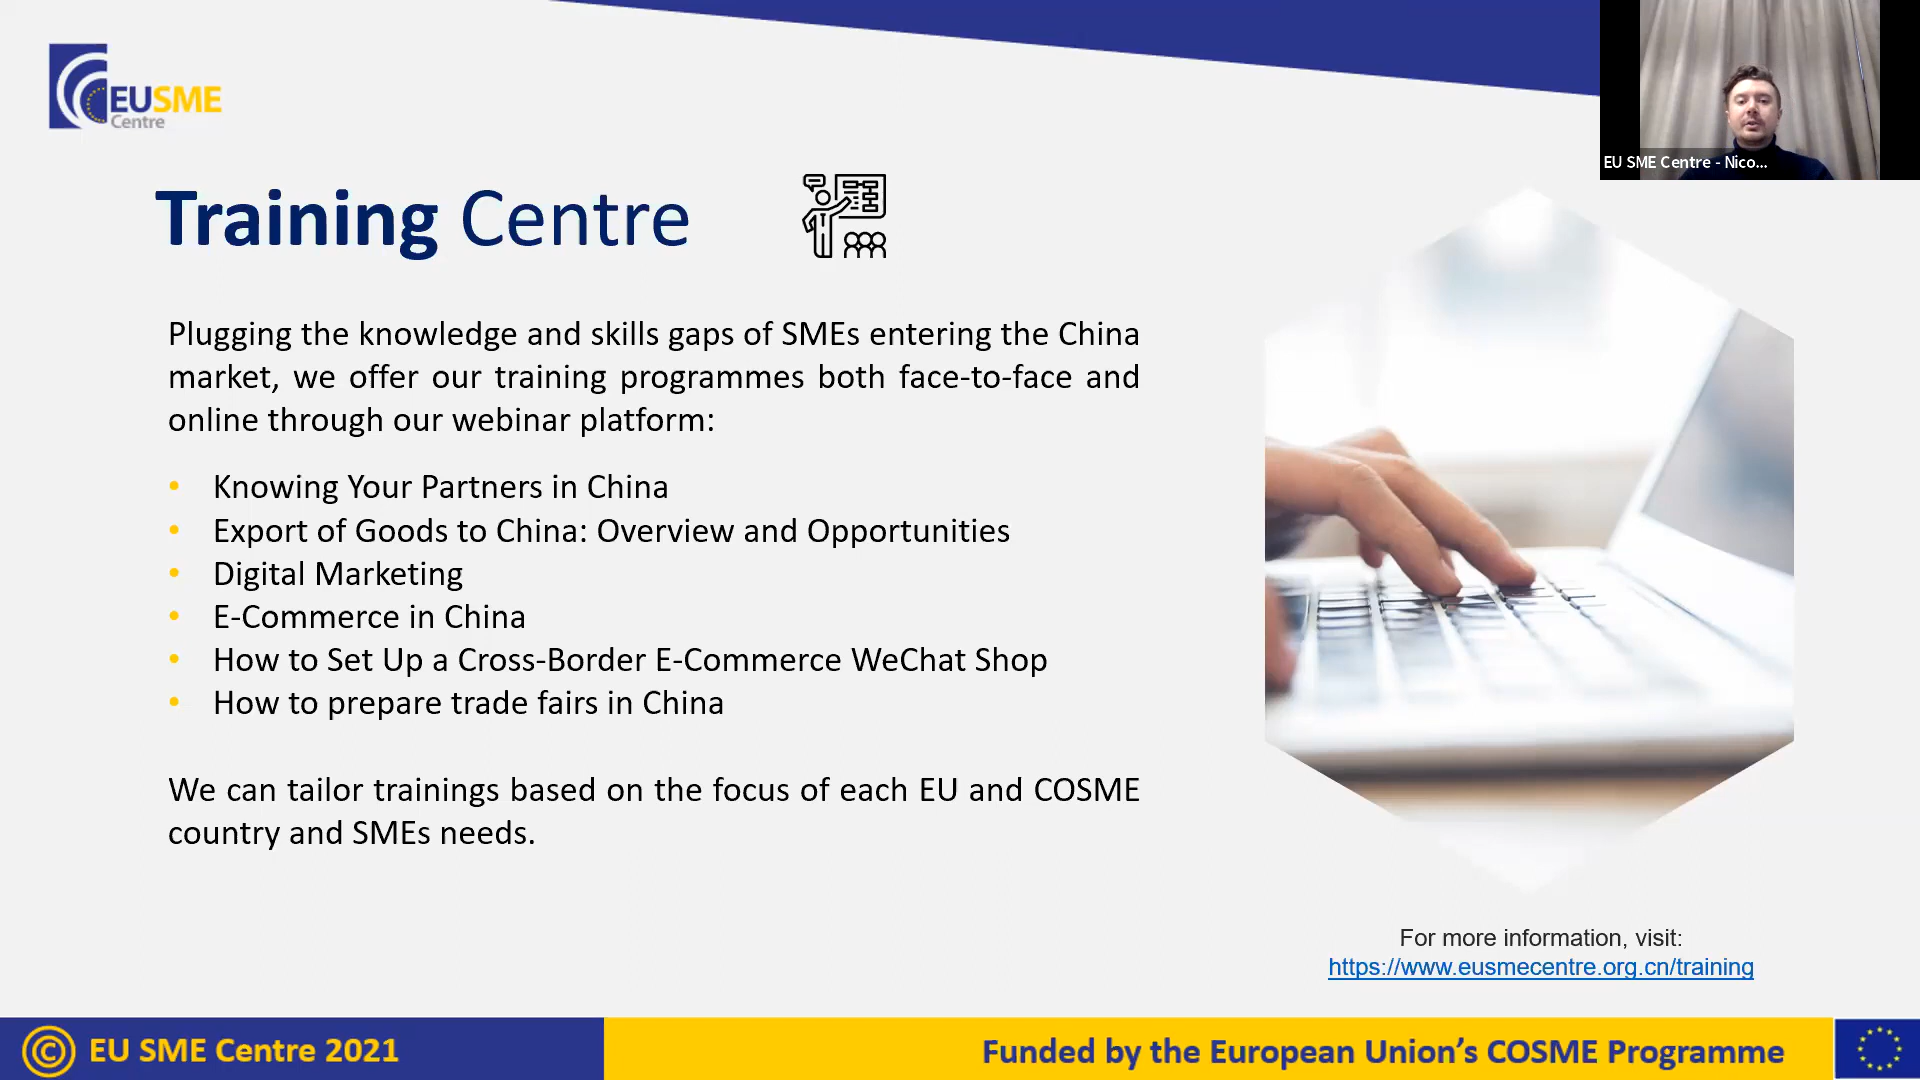 EUSME
Centre
EU SME Centre - Nico...
Training Centre
Plugging the knowledge and skills gaps of SMEs entering the China
market, we offer our training programmes both face-to-face and
online through our webinar platform:
• Knowing Your Partners in China
• Export of Goods to China: Overview and Opportunities
• Digital Marketing
• E-Commerce in China
• How to Set Up a Cross-Border E-Commerce WeChat Shop
• How to prepare trade fairs in China
We can tailor trainings based on the focus of each EU and COSME
country and SMEs needs.
For more information, visit:
https://www.eusmecentre.org.cn/training
© EU SME Centre 2021
Funded by the European Union’s COSME Programme